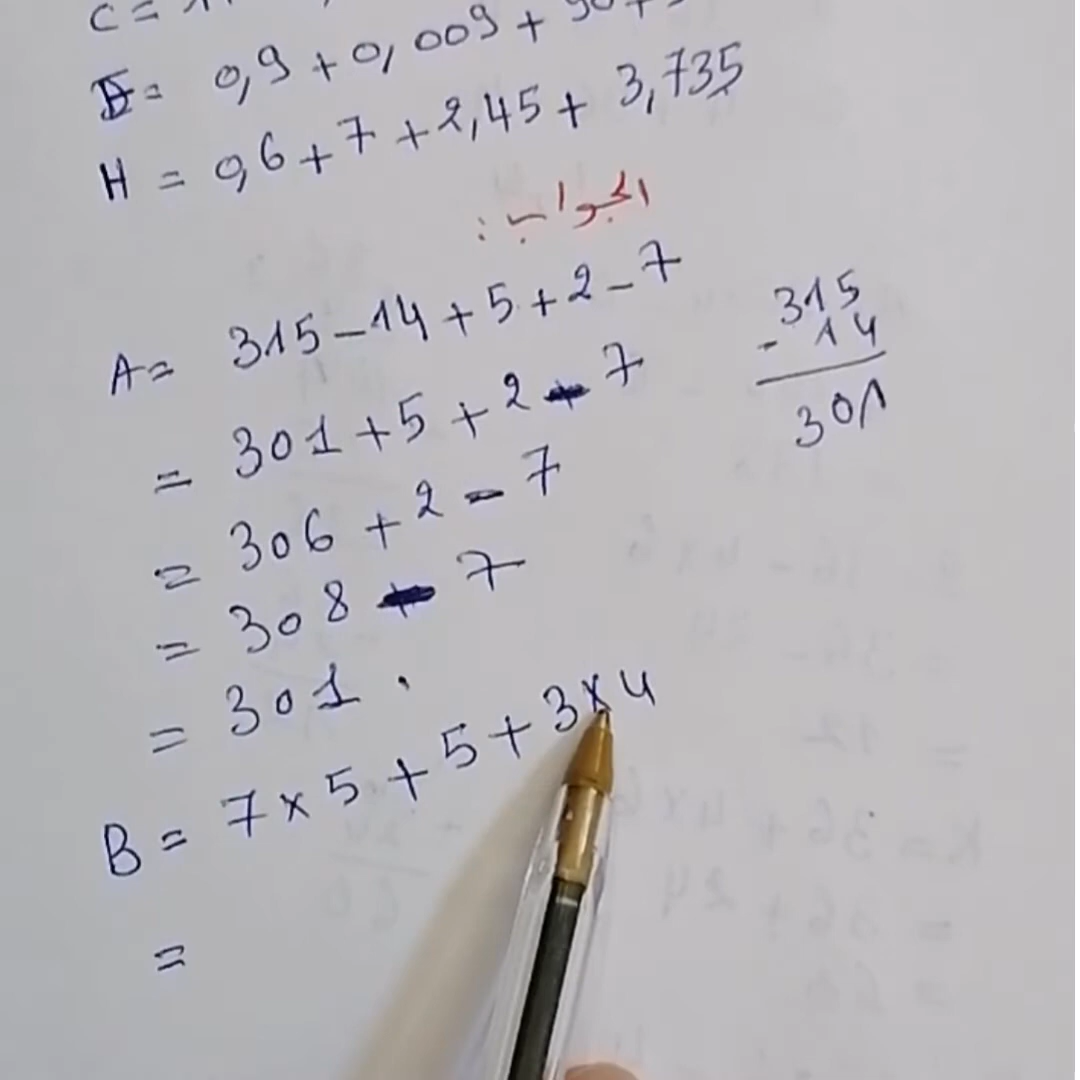 C =
E = 0,9 + 0,009 + 90 +
H = 0,6 + 7 + 2,45 + 3,735
الجواب :
A = 315 - 14 + 5 + 2 - 7
= 301 + 5 + 2 - 7
= 306 + 2 - 7
= 308 - 7
= 301 .
B = 7 × 5 + 5 + 3 × 4
=
315
- 14
301